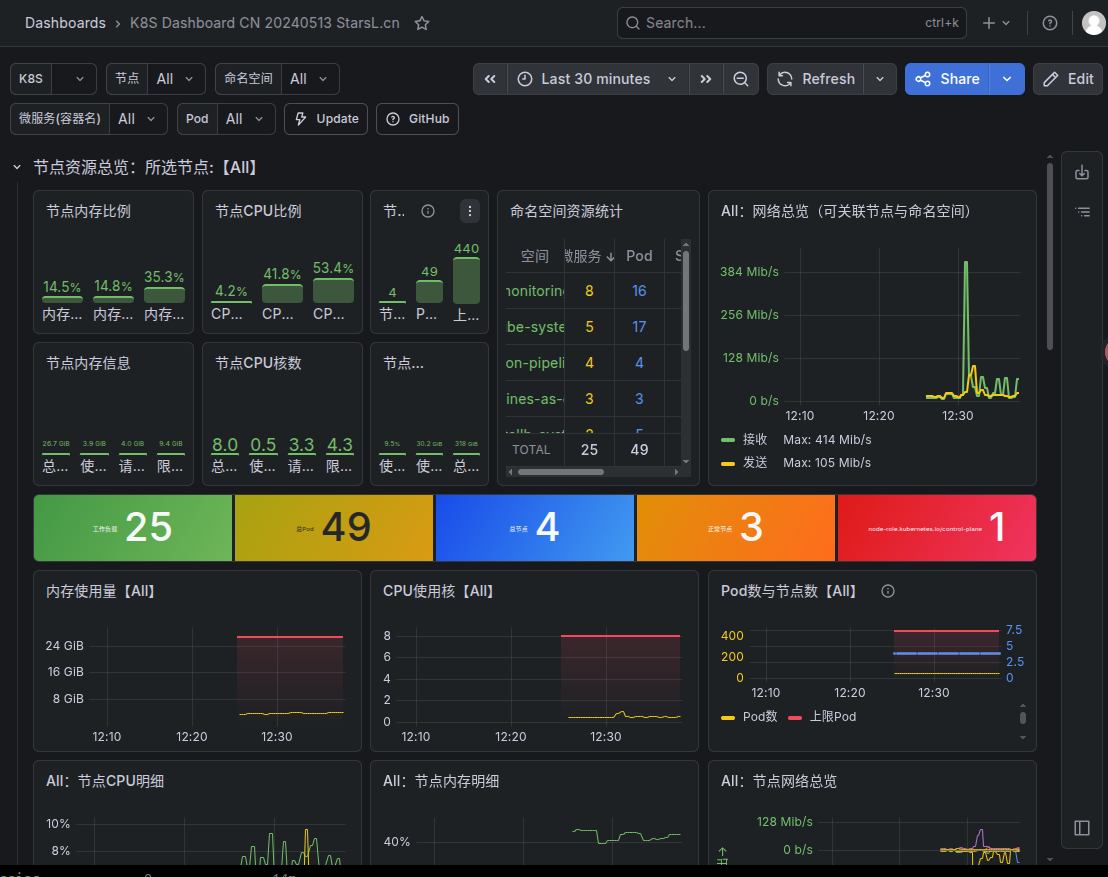 Dashboards › K8S Dashboard CN 20240513 StarsL.cn
Search... ctrl+k
K8S 节点 All 命名空间 All
Last 30 minutes Refresh Share Edit
微服务(容器名) All Pod All Update GitHub
节点资源总览：所选节点:【All】
节点内存比例
14.5% 14.8% 35.3%
内存... 内存... 内存...
节点CPU比例
4.2% 41.8% 53.4%
CP... CP... CP...
节..
4 49 440
节... P... 上...
命名空间资源统计
空间 微服务 Pod
8 16
be-syste 5 17
on-pipeli 4 4
ines-as- 3 3
TOTAL 25 49
All：网络总览（可关联节点与命名空间）
384 Mib/s
256 Mib/s
128 Mib/s
0 b/s
12:10 12:20 12:30
接收 Max: 414 Mib/s
发送 Max: 105 Mib/s
节点内存信息
26.7 GiB 3.9 GiB 4.0 GiB 9.4 GiB
总... 使... 请... 限...
节点CPU核数
8.0 0.5 3.3 4.3
总... 使... 请... 限...
节点...
9.5% 30.2 GiB 318 GiB
使... 使... 总...
工作负载 25
总Pod 49
总节点 4
正常节点 3
node-role.kubernetes.io/control-plane 1
内存使用量【All】
24 GiB
16 GiB
8 GiB
12:10 12:20 12:30
CPU使用核【All】
8
6
4
2
0
12:10 12:20 12:30
Pod数与节点数【All】
400
200
0
7.5
5
2.5
0
12:10 12:20 12:30
Pod数 上限Pod
All：节点CPU明细
10%
8%
All：节点内存明细
40%
All：节点网络总览
128 Mib/s
0 b/s